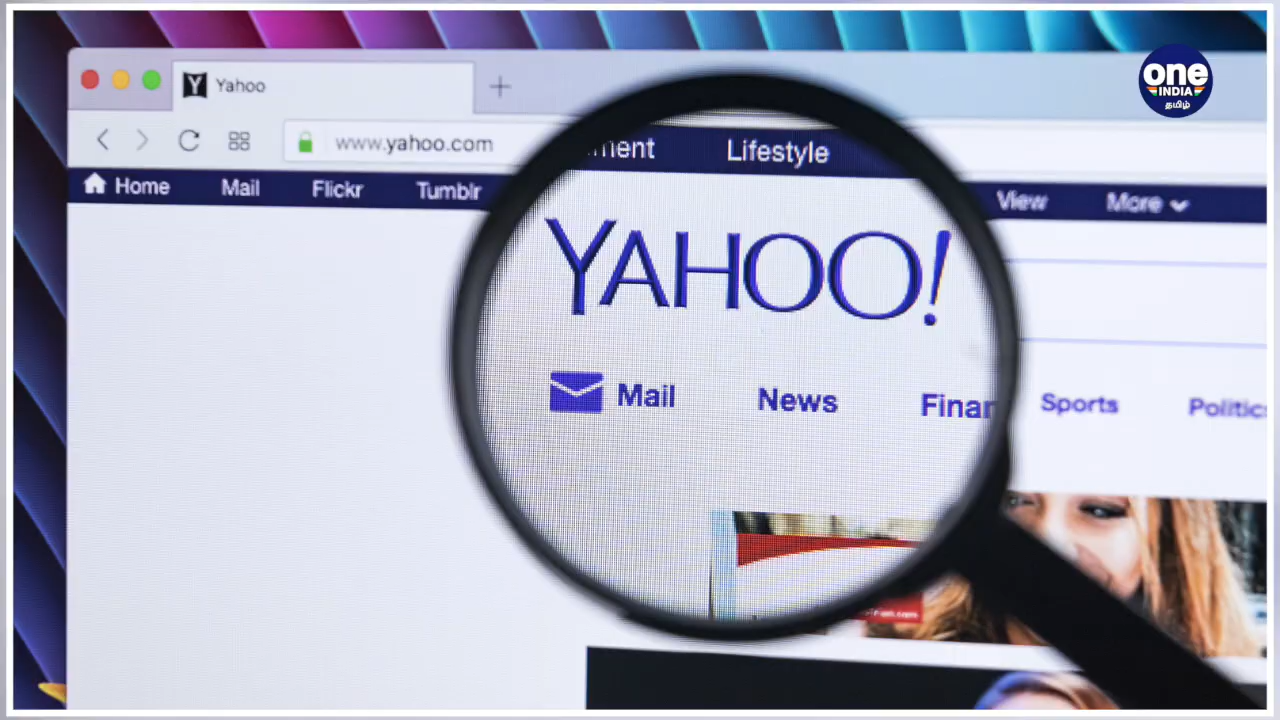 Yahoo
one
INDIA
தமிழ்
www.yahoo.com
Home Mail Flickr Tumblr Lifestyle View More
YAHOO!
Mail News Finan Sports Politics